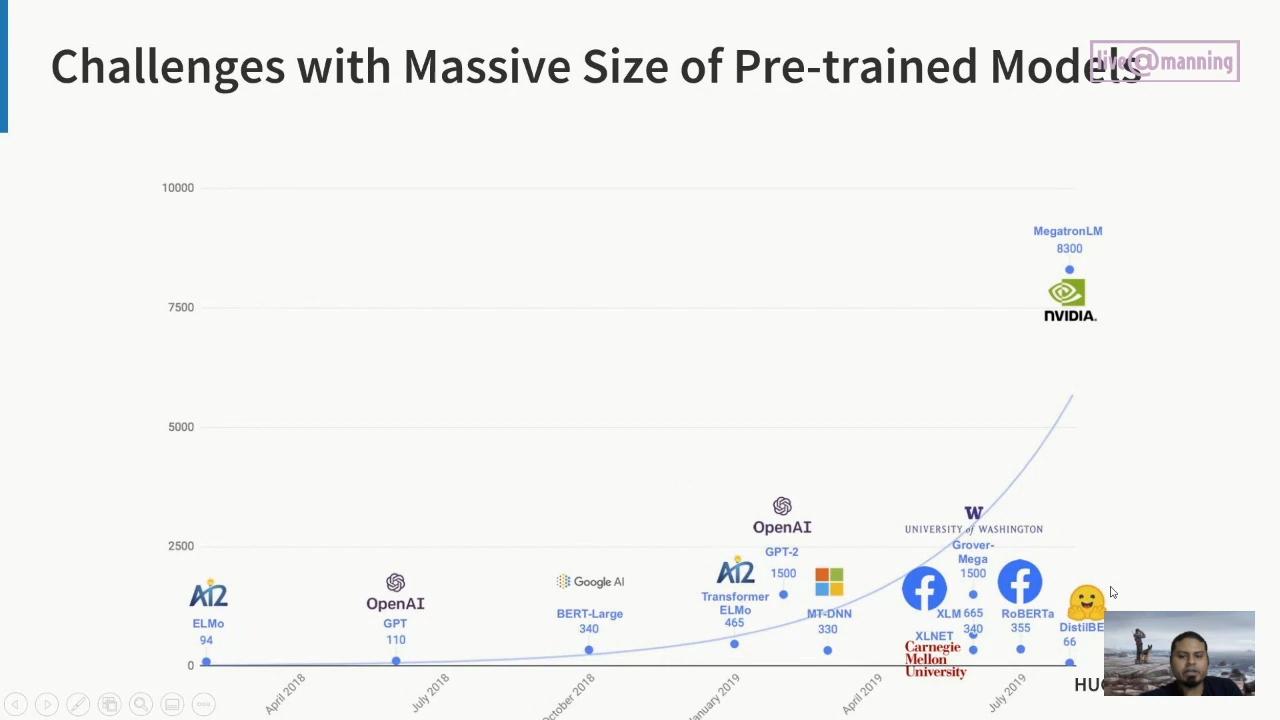 Challenges with Massive Size of Pre-trained Models
live@manning
10000
MegatronLM
8300
7500
NVIDIA.
5000
OpenAI
W
UNIVERSITY of WASHINGTON
2500
GPT-2
Grover-
Mega
AI2
OpenAI
Google AI
AI2
1500
1500
ELMo
94
GPT
110
BERT-Large
340
Transformer
ELMo
465
MT-DNN
330
XLM 665
340
RoBERTa
355
DistilBE
66
XLNET
Carnegie
Mellon
University
0
April 2018
July 2018
October 2018
January 2019
April 2019
July 2019